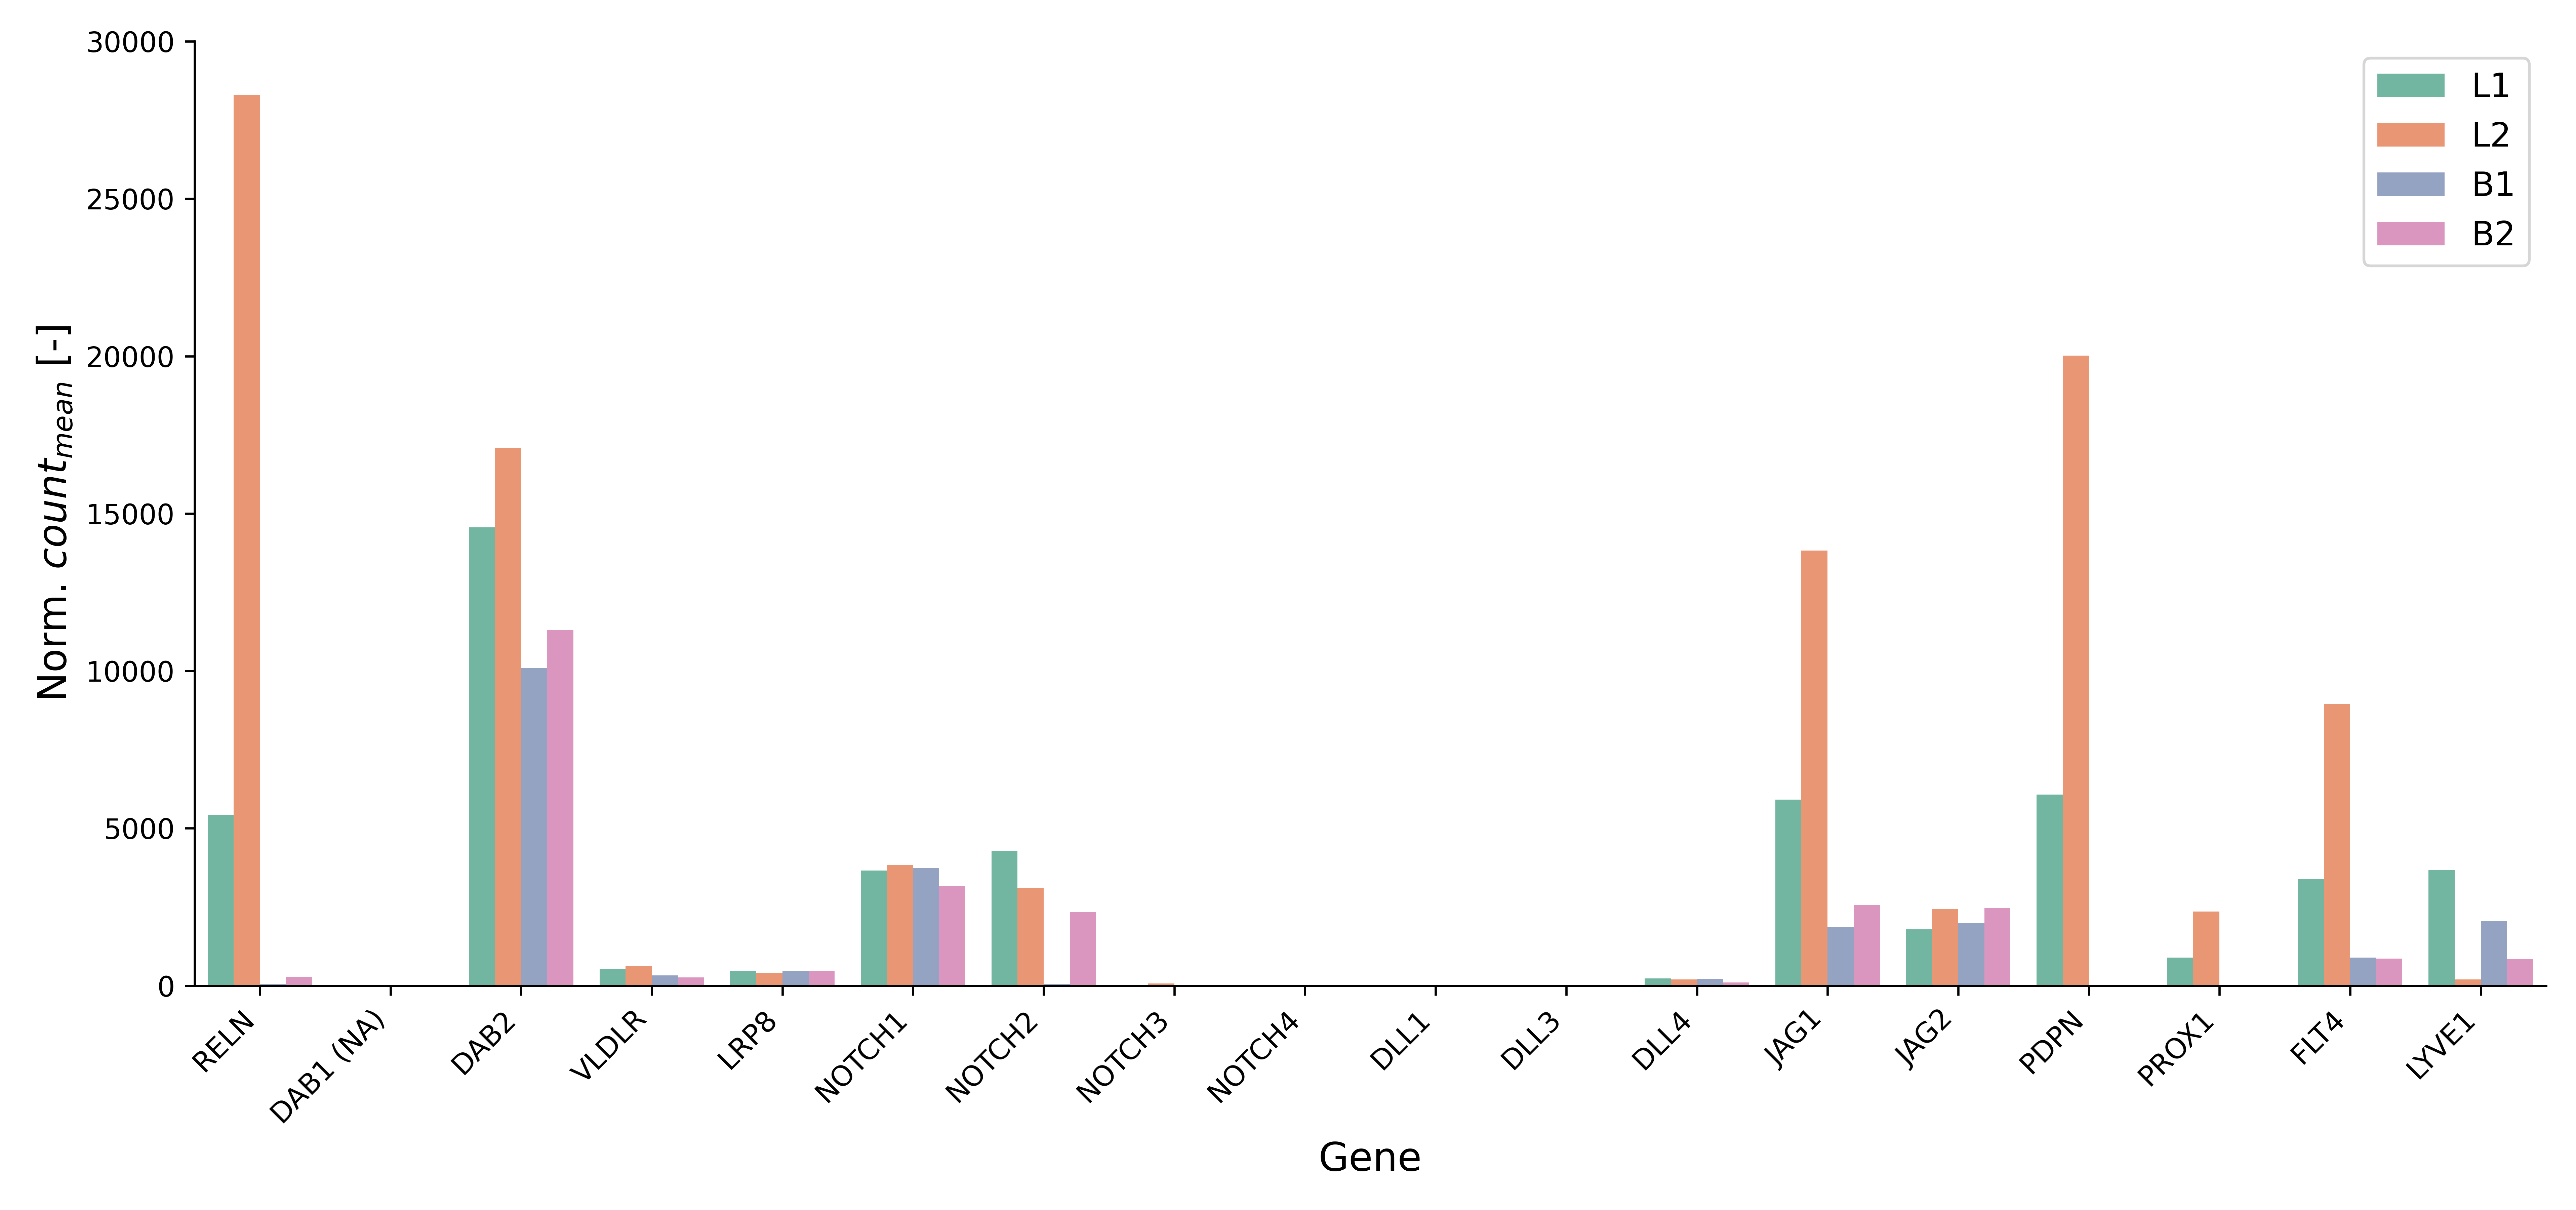 30000
25000
20000
15000
10000
5000
0
Norm. count_mean [-]
L1
L2
B1
B2
RELN
DAB1 (NA)
DAB2
VLDLR
LRP8
NOTCH1
NOTCH2
NOTCH3
NOTCH4
DLL1
DLL3
DLL4
JAG1
JAG2
PDPN
PROX1
FLT4
LYVE1
Gene